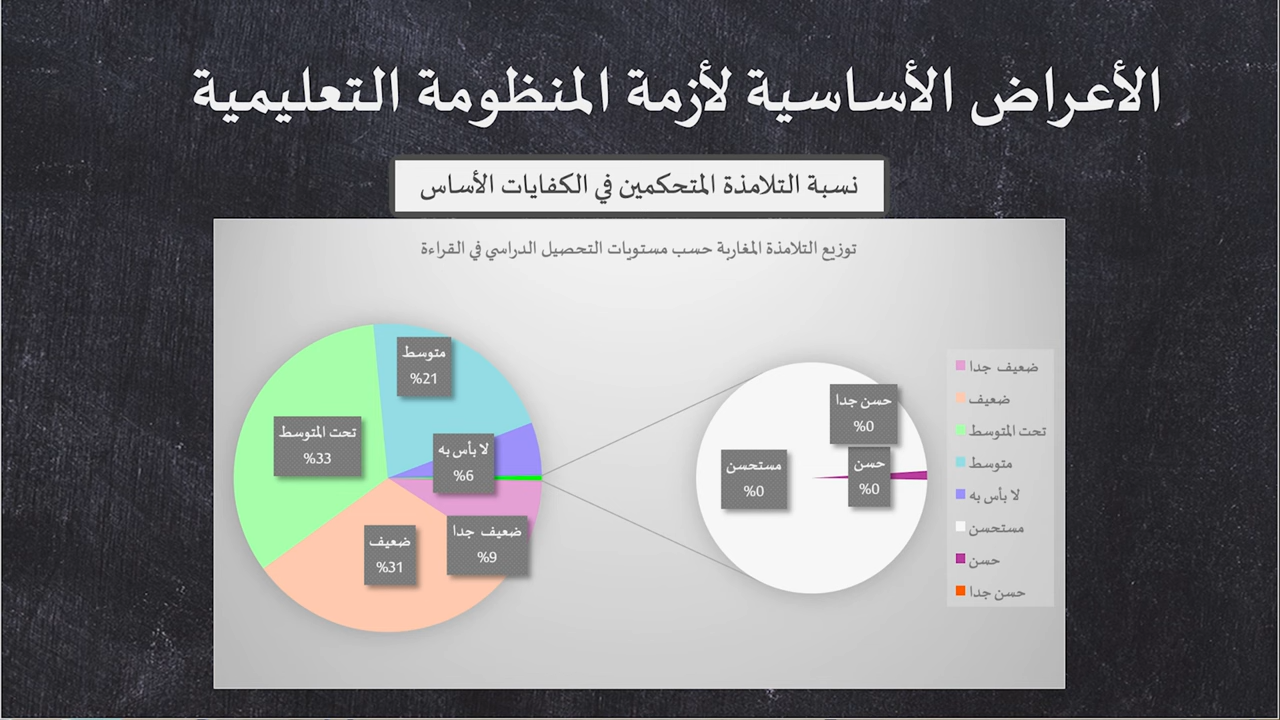 الأعراض الأساسية لأزمة المنظومة التعليمية
نسبة التلامذة المتحكمين في الكفايات الأساس
توزيع التلامذة المغاربة حسب مستويات التحصيل الدراسي في القراءة
متوسط
%21
تحت المتوسط
%33
لا بأس به
%6
ضعيف جدا
%9
ضعيف
%31
حسن جدا
%0
حسن
%0
مستحسن
%0
ضعيف جدا
ضعيف
تحت المتوسط
متوسط
لا بأس به
مستحسن
حسن
حسن جدا